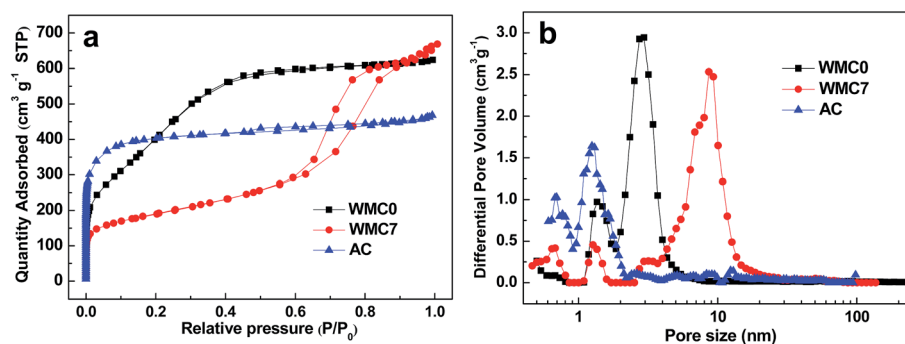 a
Quantity Adsorbed (cm³ g⁻¹ STP)
700
600
500
400
300
200
100
0
WMC0
WMC7
AC
0.0 0.2 0.4 0.6 0.8 1.0
Relative pressure (P/P₀)
b
Differential Pore Volume (cm³g⁻¹)
3.0
2.5
2.0
1.5
1.0
0.5
0.0
WMC0
WMC7
AC
1 10 100
Pore size (nm)